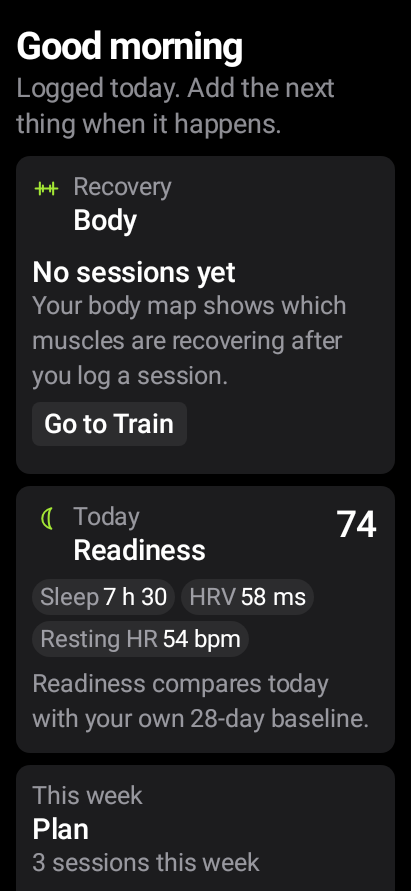 Good morning
Logged today. Add the next
thing when it happens.
Recovery
Body
No sessions yet
Your body map shows which
muscles are recovering after
you log a session.
Go to Train
Today
74
Readiness
Sleep 7 h 30
HRV 58 ms
Resting HR 54 bpm
Readiness compares today
with your own 28-day baseline.
This week
Plan
3 sessions this week